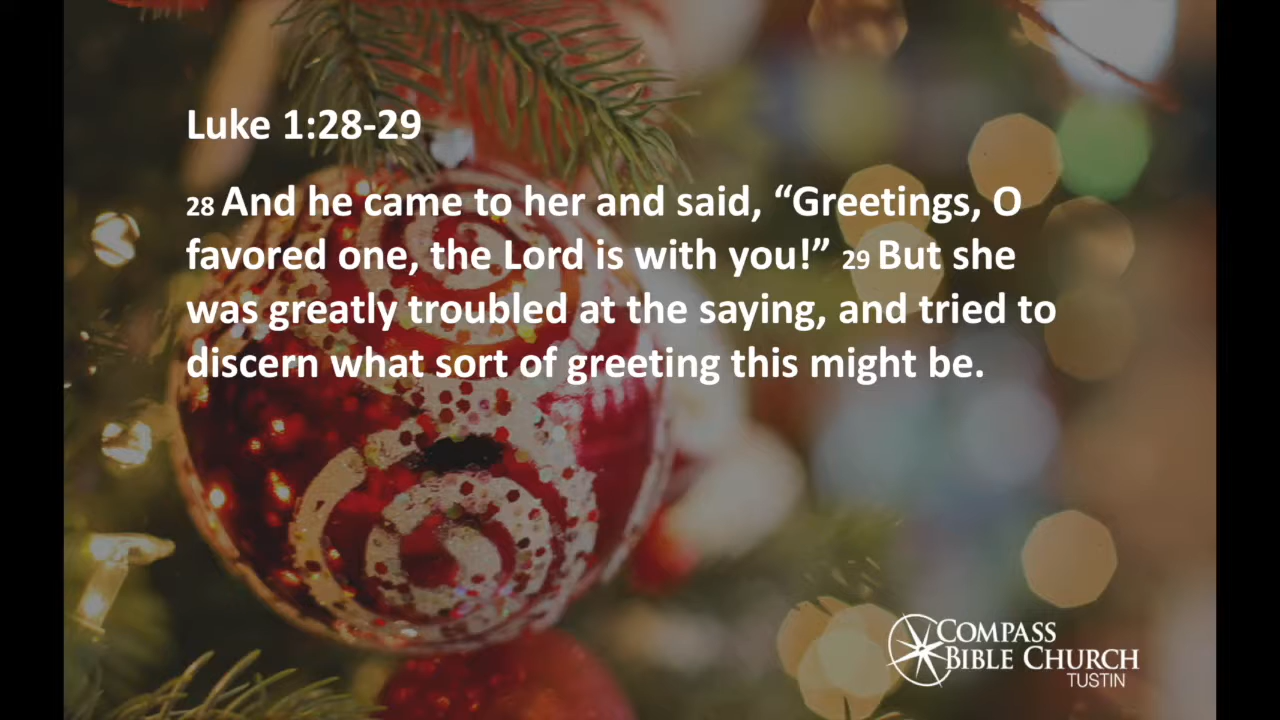 Luke 1:28-29
28 And he came to her and said, “Greetings, O
favored one, the Lord is with you!” 29 But she
was greatly troubled at the saying, and tried to
discern what sort of greeting this might be.
COMPASS
BIBLE CHURCH
TUSTIN